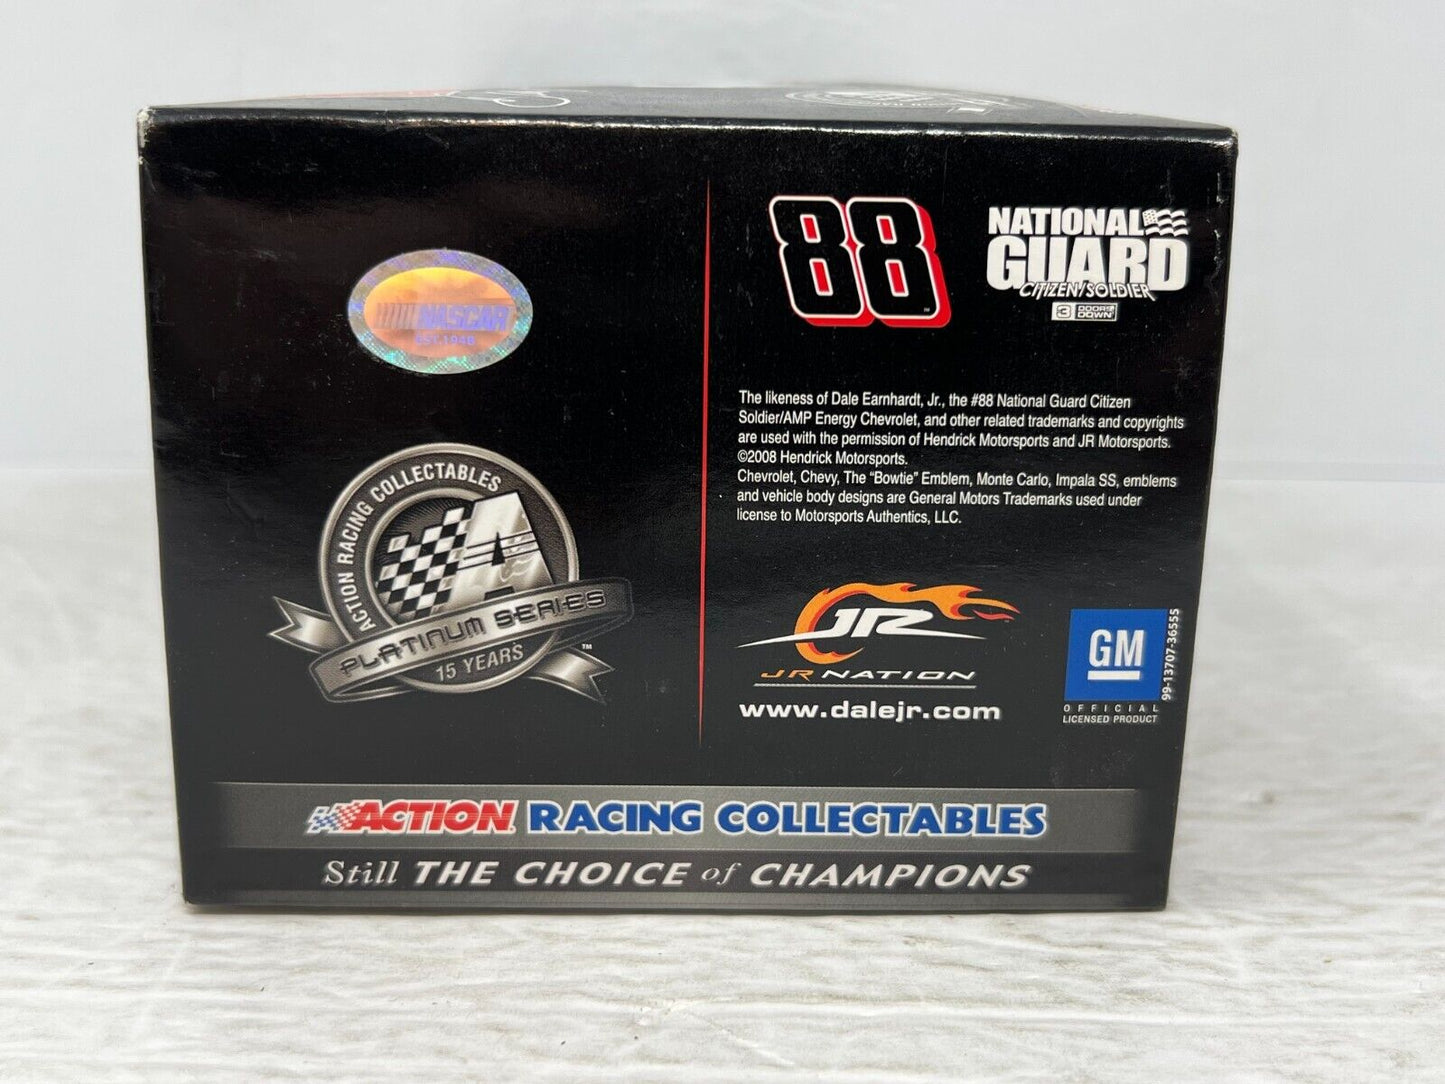 NASCAR
EST. 1948
ACTION RACING COLLECTABLES
A
PLATINUM SERIES
15 YEARS
TM
88
NATIONAL
GUARD
CITIZEN/SOLDIER
3 DOORS DOWN
The likeness of Dale Earnhardt, Jr., the #88 National Guard Citizen
Soldier/AMP Energy Chevrolet, and other related trademarks and copyrights
are used with the permission of Hendrick Motorsports and JR Motorsports.
©2008 Hendrick Motorsports.
Chevrolet, Chevy, The “Bowtie” Emblem, Monte Carlo, Impala SS, emblems
and vehicle body designs are General Motors Trademarks used under
license to Motorsports Authentics, LLC.
JR
JR NATION
www.dalejr.com
GM
OFFICIAL
LICENSED PRODUCT
99-13707-36555
ACTION RACING COLLECTABLES
Still THE CHOICE of CHAMPIONS